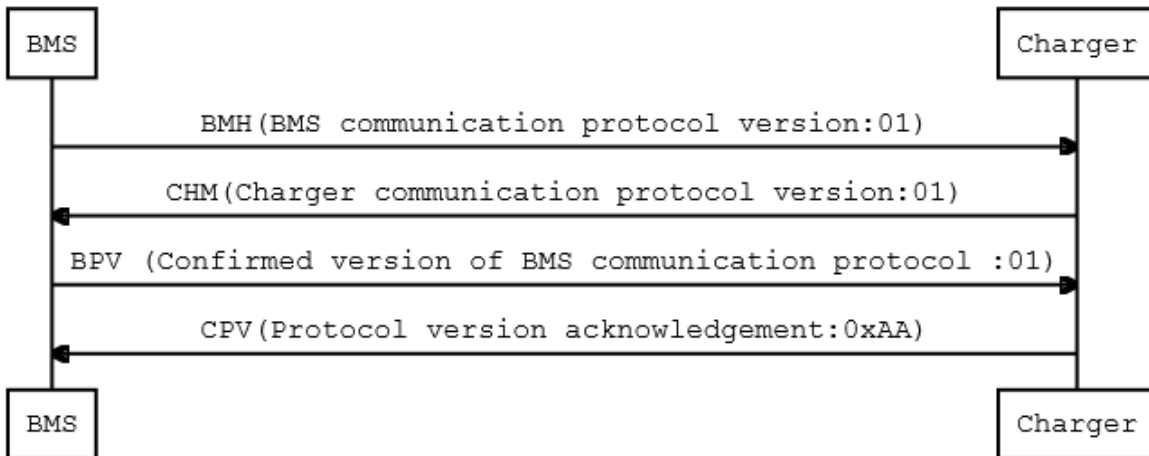 BMS Charger
BMH(BMS communication protocol version:01)
CHM(Charger communication protocol version:01)
BPV (Confirmed version of BMS communication protocol :01)
CPV(Protocol version acknowledgement:0xAA)
BMS Charger